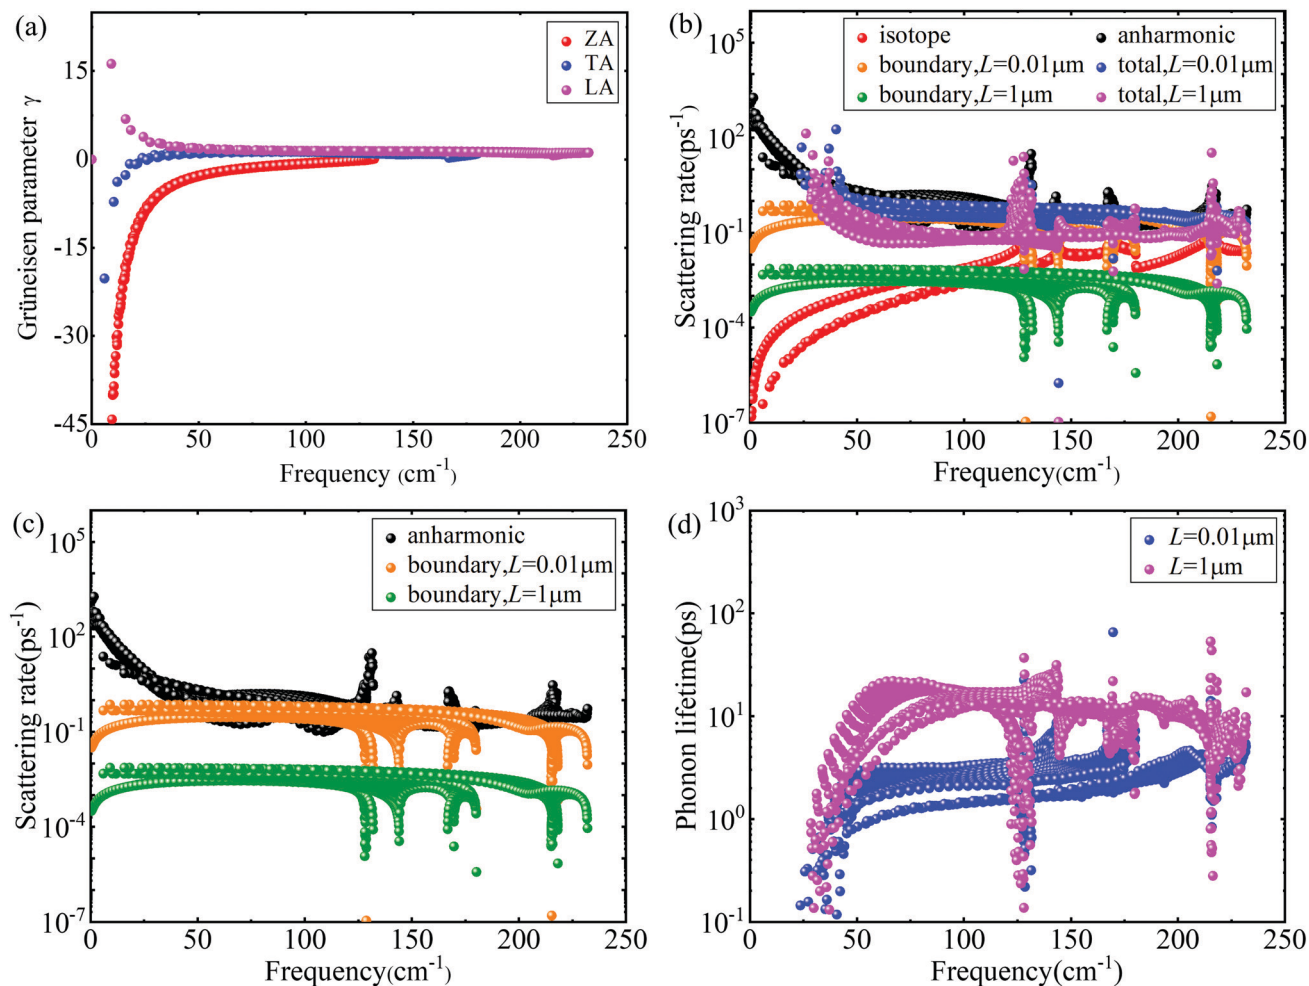 (a)
ZA
TA
LA
15
0
-15
-30
-45
Grüneisen parameter γ
0 50 100 150 200 250
Frequency (cm⁻¹)
(b)
isotope anharmonic
boundary,L=0.01μm total,L=0.01μm
boundary,L=1μm total,L=1μm
10⁵
10²
10⁻¹
10⁻⁴
10⁻⁷
Scattering rate(ps⁻¹)
0 50 100 150 200 250
Frequency(cm⁻¹)
(c)
anharmonic
boundary,L=0.01μm
boundary,L=1μm
10⁵
10²
10⁻¹
10⁻⁴
10⁻⁷
Scattering rate(ps⁻¹)
0 50 100 150 200 250
Frequency(cm⁻¹)
(d)
L=0.01μm
L=1μm
10³
10²
10¹
10⁰
10⁻¹
Phonon lifetime(ps)
0 50 100 150 200 250
Frequency(cm⁻¹)